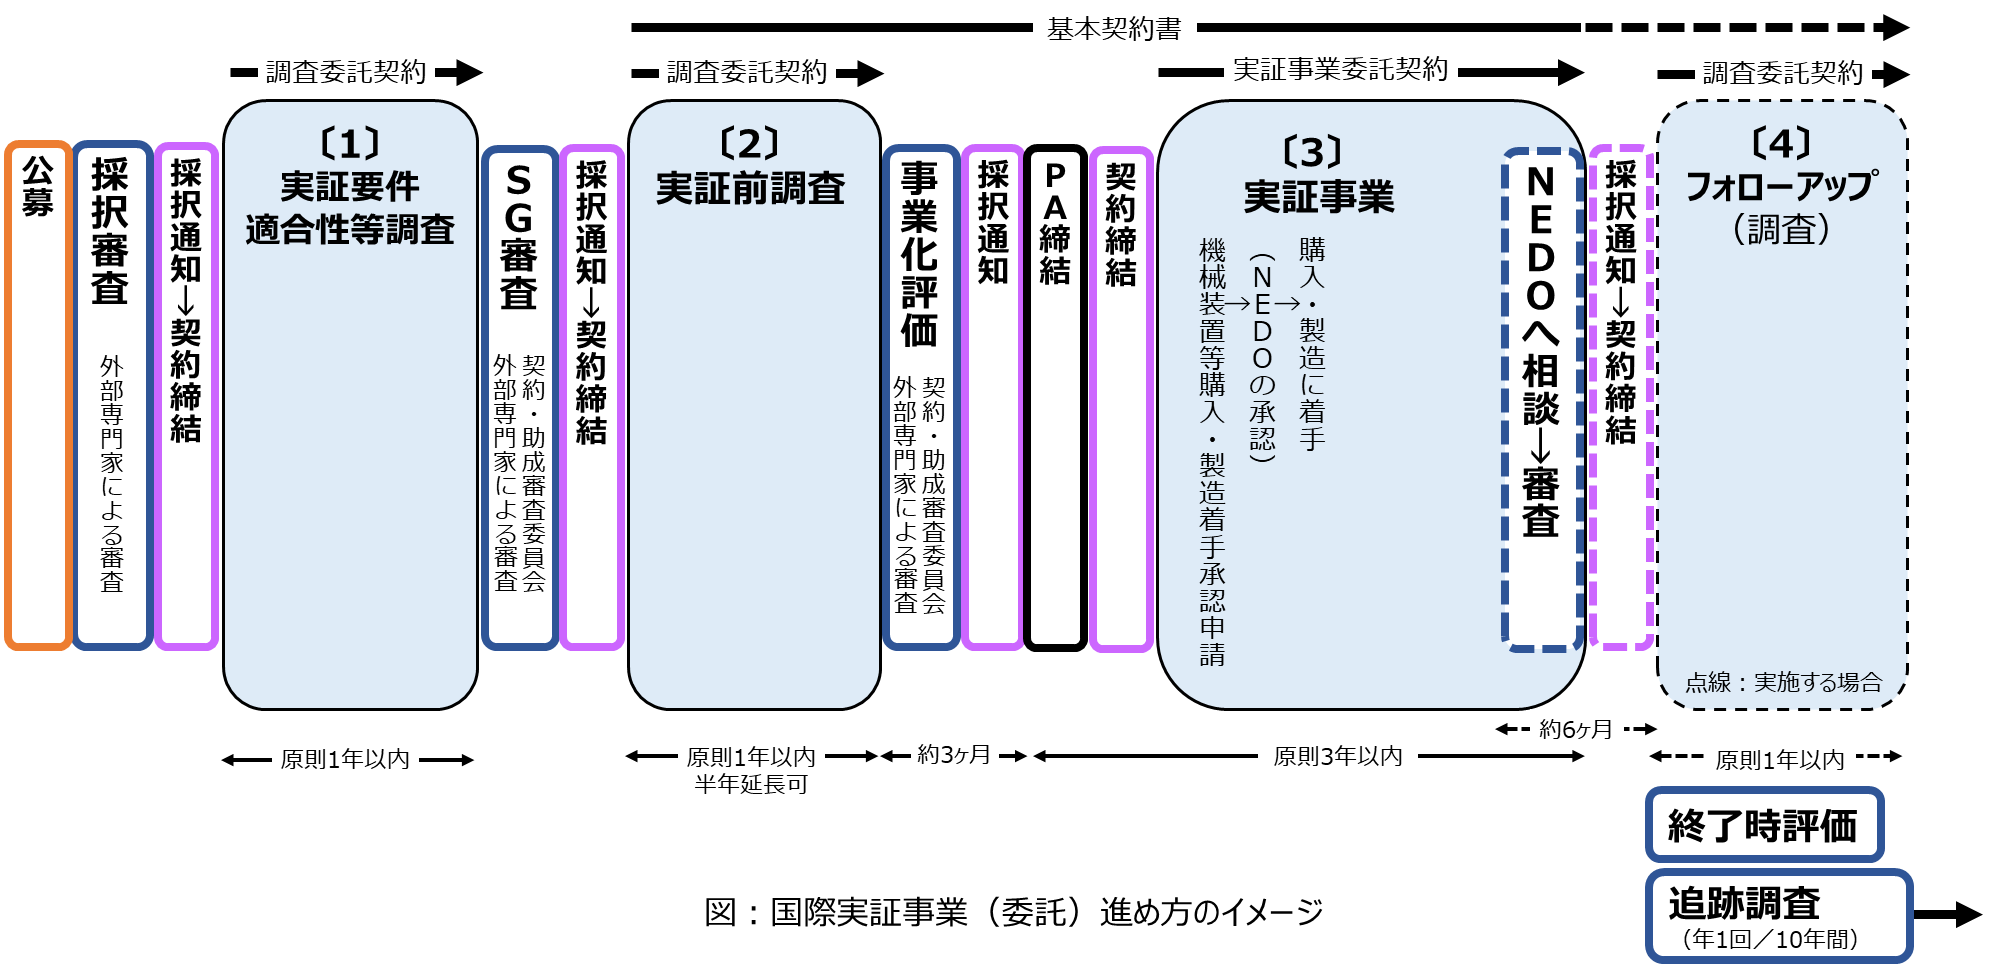 基本契約書
調査委託契約
調査委託契約
実証事業委託契約
調査委託契約
公募
採択審査
外部専門家による審査
採択通知→契約締結
〔1〕
実証要件
適合性等調査
SG審査
契約・助成審査委員会
外部専門家による審査
採択通知→契約締結
〔2〕
実証前調査
事業化評価
契約・助成審査委員会
外部専門家による審査
採択通知
PA締結
契約締結
〔3〕
実証事業
機械装置等購入・製造着手承認申請
→(NEDOの承認)
→購入・製造に着手
NEDOへ相談→審査
採択通知→契約締結
〔4〕
フォローアップ
（調査）
点線：実施する場合
原則1年以内
原則1年以内
半年延長可
約3ヶ月
原則3年以内
約6ヶ月
原則1年以内
終了時評価
追跡調査
（年1回／10年間）
図：国際実証事業（委託）進め方のイメージ